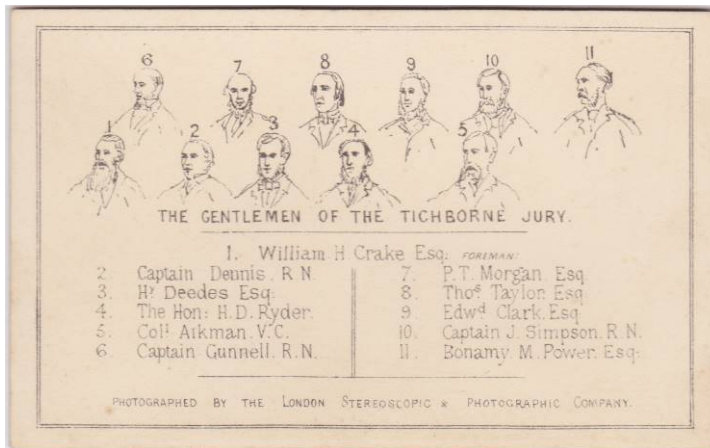 6 7 8 9 10 11
1 2 3 4 5
THE GENTLEMEN OF THE TICHBORNE JURY.
1. William H. Crake Esq: FOREMAN:
2. Captain Dennis. R.N.
3. Hy Deedes Esq:
4. The Hon: H.D. Ryder.
5. Coll Aikman. V.C.
6. Captain Gunnell. R.N.
7. P.T. Morgan. Esq
8. Thos Taylor. Esq
9. Edwd Clark. Esq
10. Captain J. Simpson. R.N.
11. Bonamy. M. Power. Esq:
PHOTOGRAPHED BY THE LONDON STEREOSCOPIC & PHOTOGRAPHIC COMPANY.